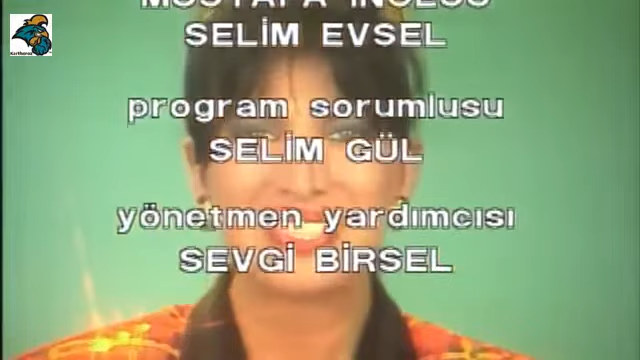 SELİM EVSEL
program sorumlusu
SELİM GÜL
yönetmen yardımcısı
SEVGİ BİRSEL